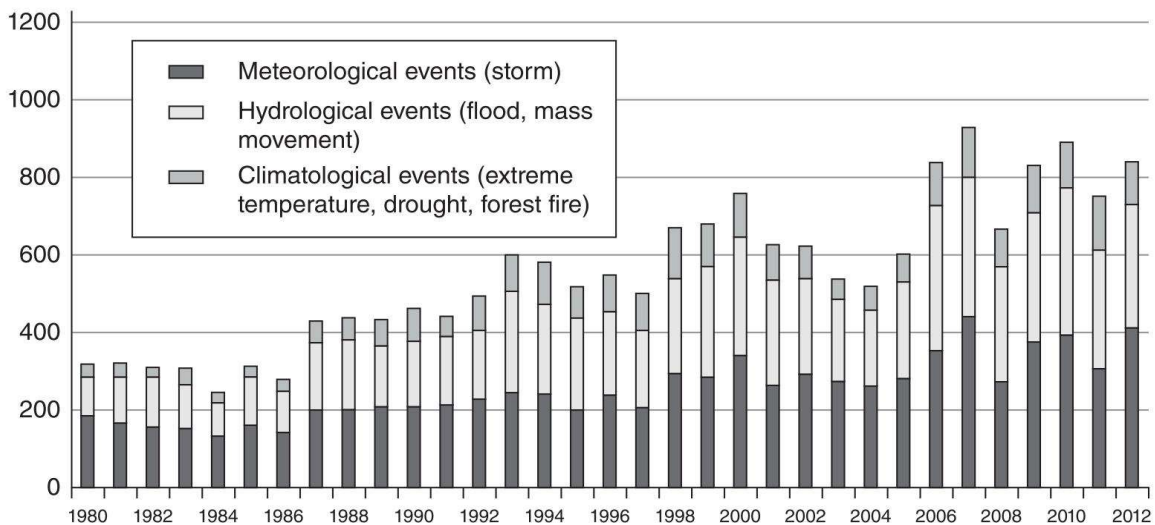 1200
1000
800
600
400
200
0
Meteorological events (storm)
Hydrological events (flood, mass
movement)
Climatological events (extreme
temperature, drought, forest fire)
1980 1982 1984 1986 1988 1990 1992 1994 1996 1998 2000 2002 2004 2006 2008 2010 2012